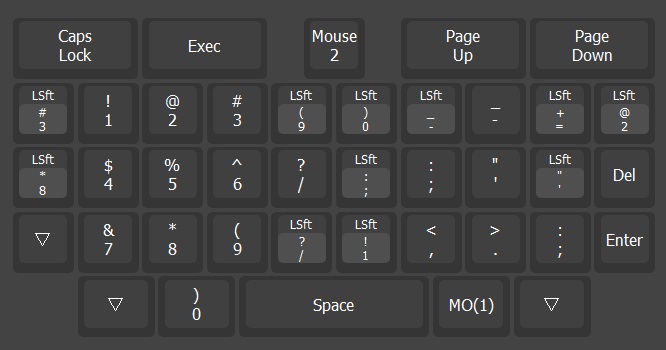 Caps Lock Exec Mouse 2 Page Up Page Down
LSft # 3 ! 1 @ 2 # 3 LSft ( 9 LSft ) 0 LSft _ - _ - LSft + = LSft @ 2
LSft * 8 $ 4 % 5 ^ 6 ? / LSft : ; : ; " ' LSft " ' Del
▽ & 7 * 8 ( 9 LSft ? / LSft ! 1 < , > . : ; Enter
▽ ) 0 Space MO(1) ▽